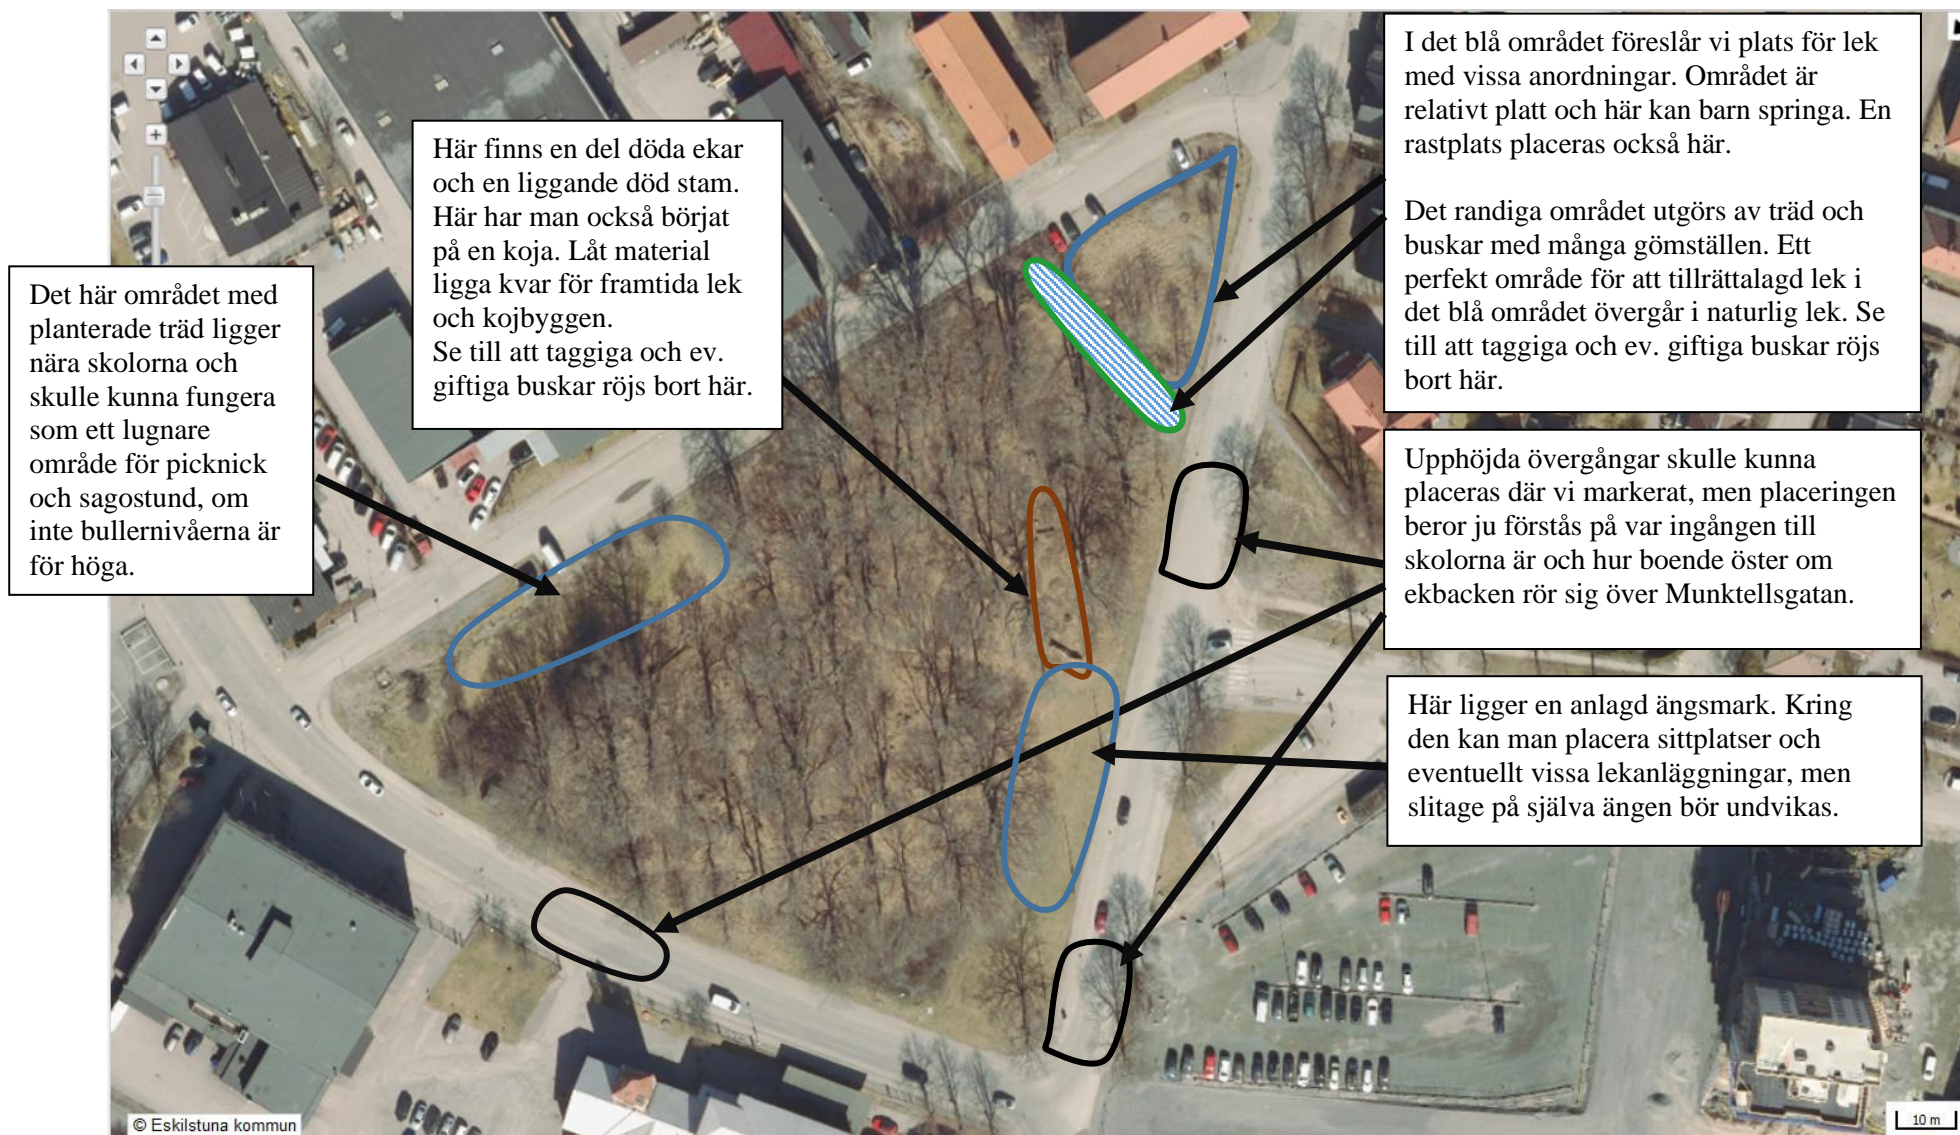 I det blå området föreslår vi plats för lek
med vissa anordningar. Området är
relativt platt och här kan barn springa. En
rastplats placeras också här.
Det randiga området utgörs av träd och
buskar med många gömställen. Ett
perfekt område för att tillrättalagd lek i
det blå området övergår i naturlig lek. Se
till att taggiga och ev. giftiga buskar röjs
bort här.
Här finns en del döda ekar
och en liggande död stam.
Här har man också börjat
på en koja. Låt material
ligga kvar för framtida lek
och kojbyggen.
Se till att taggiga och ev.
giftiga buskar röjs bort här.
Det här området med
planterade träd ligger
nära skolorna och
skulle kunna fungera
som ett lugnare
område för picknick
och sagostund, om
inte bullernivåerna är
för höga.
Upphöjda övergångar skulle kunna
placeras där vi markerat, men placeringen
beror ju förstås på var ingången till
skolorna är och hur boende öster om
ekbacken rör sig över Munktellsgatan.
Här ligger en anlagd ängsmark. Kring
den kan man placera sittplatser och
eventuellt vissa lekanläggningar, men
slitage på själva ängen bör undvikas.
© Eskilstuna kommun
10 m